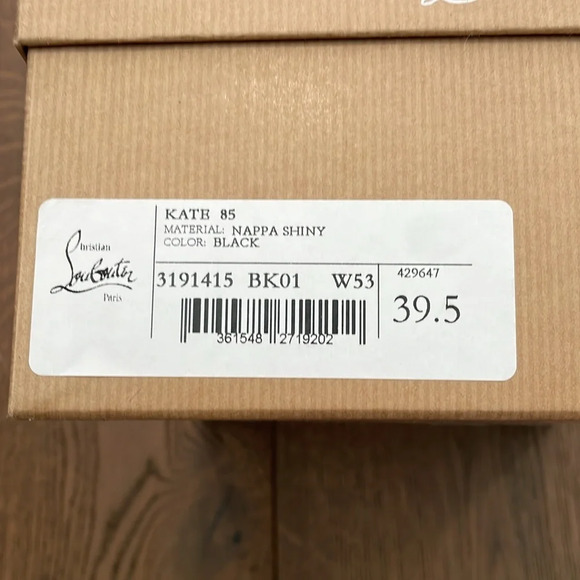 Christian
Louboutin
Paris
KATE 85
MATERIAL: NAPPA SHINY
COLOR: BLACK
3191415 BK01 W53
361548 2719202
429647
39.5